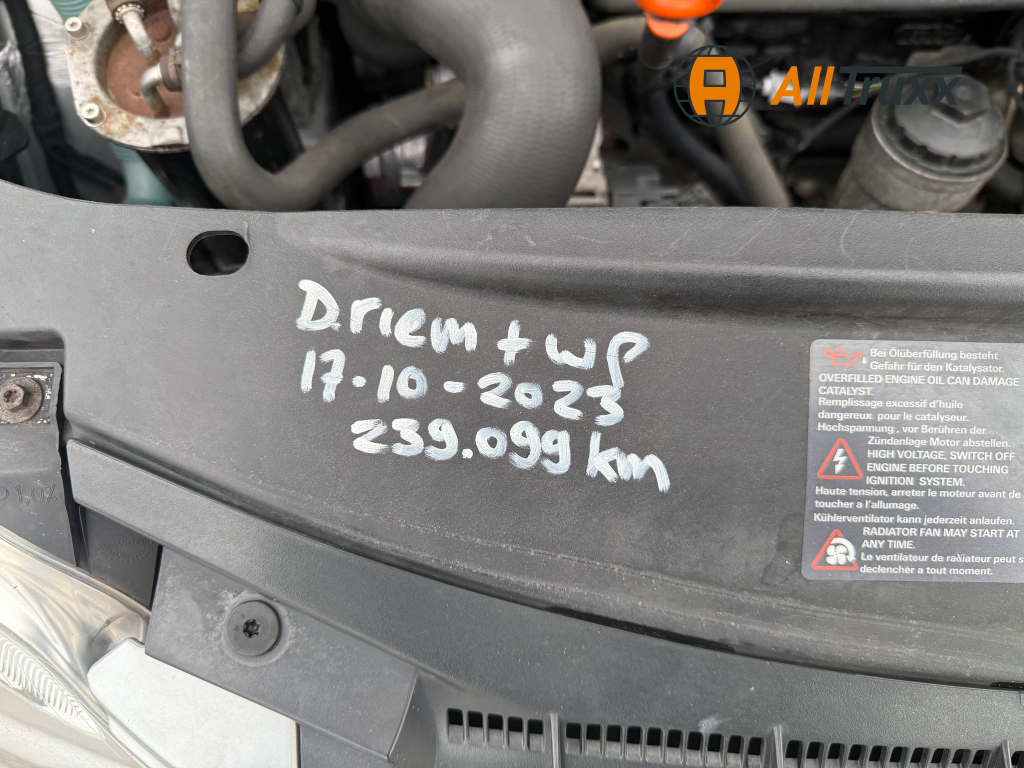 AllTruxx
D.riem + WP
17-10-2023
239.099 km
Bei Ölüberfüllung besteht
Gefahr für den Katalysator.
OVERFILLED ENGINE OIL CAN DAMAGE
CATALYST.
Remplissage excessif d'huile
dangereux pour le catalyseur.
Hochspannung, vor Berühren der
Zündanlage Motor abstellen.
HIGH VOLTAGE, SWITCH OFF
ENGINE BEFORE TOUCHING
IGNITION SYSTEM.
Haute tension, arreter le moteur avant de
toucher a l'allumage.
Kühlerventilator kann jederzeit anlaufen.
RADIATOR FAN MAY START AT
ANY TIME.
Le ventilateur de radiateur peut s
declencher a tout moment.